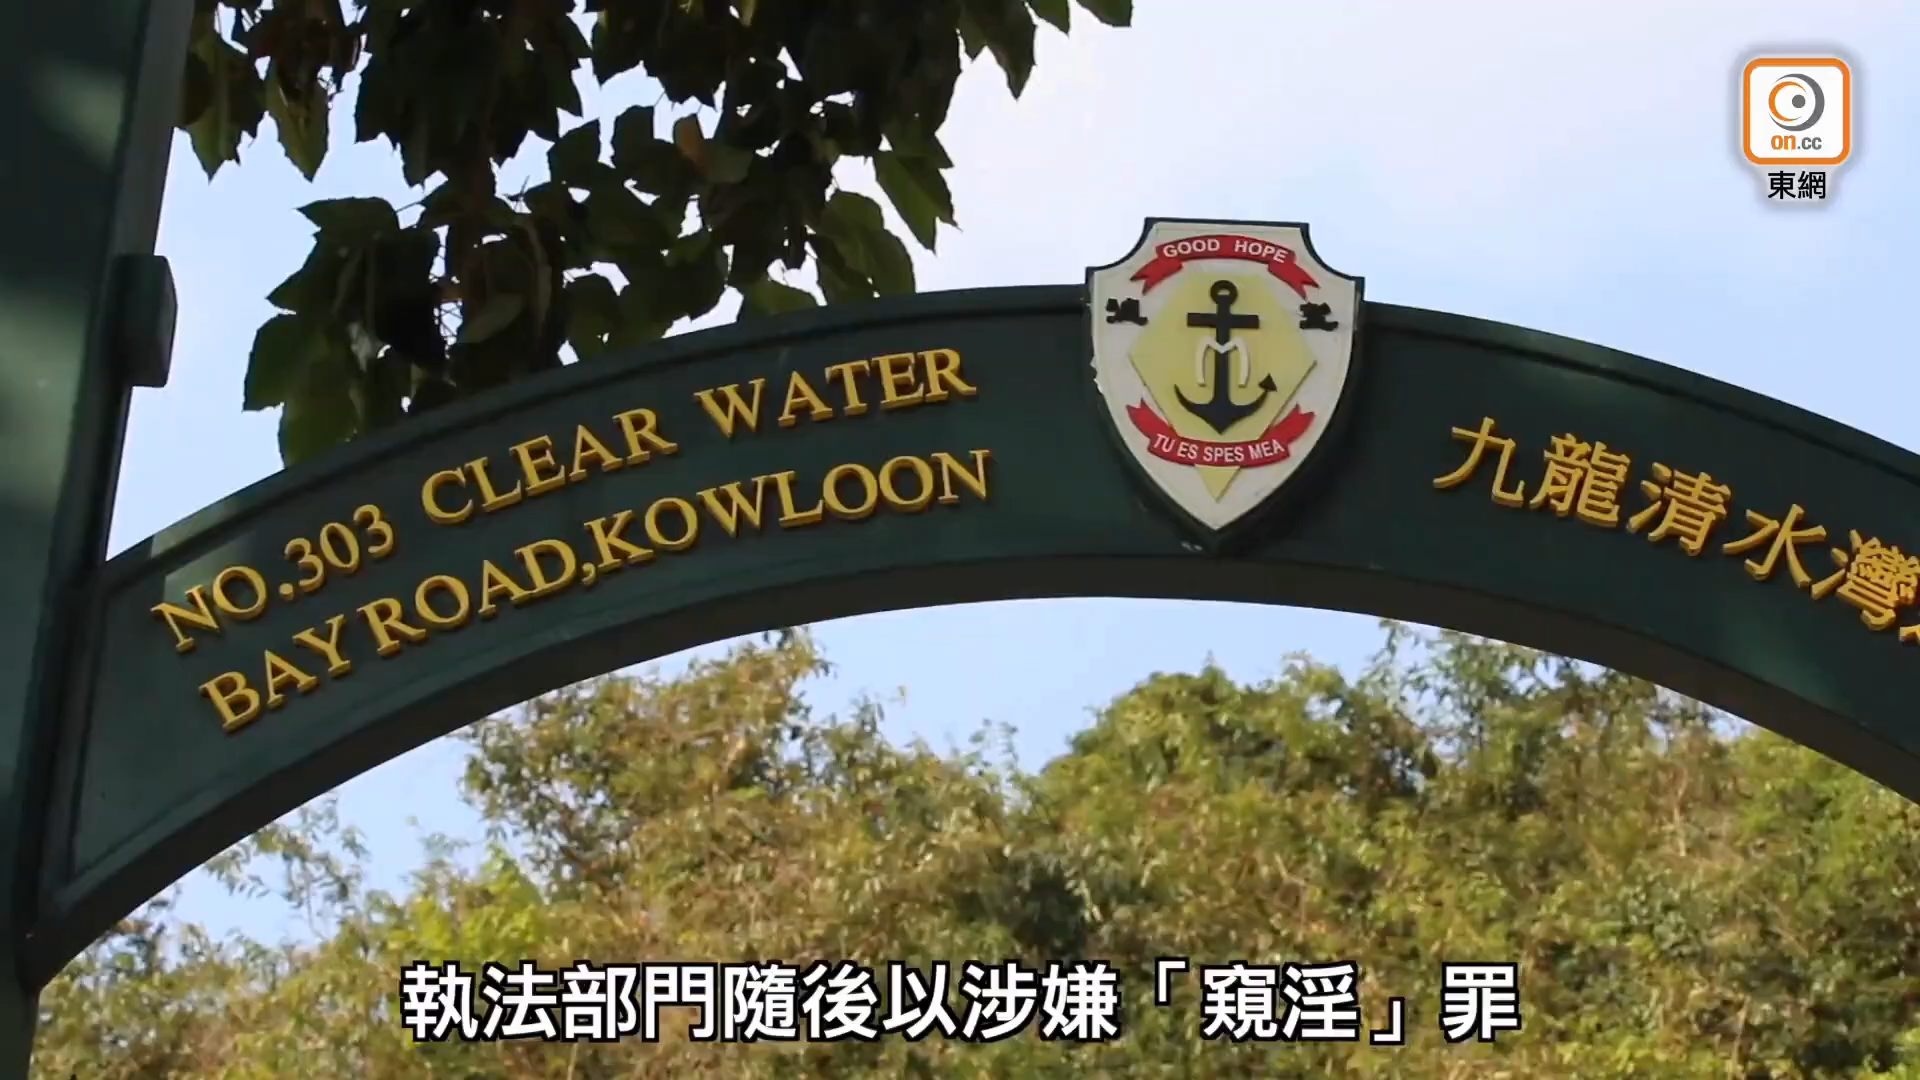 on.cc
東網
GOOD HOPE
TU ES SPES MEA
NO.303 CLEAR WATER
BAY ROAD,KOWLOON
九龍清水灣
執法部門隨後以涉嫌「窺淫」罪